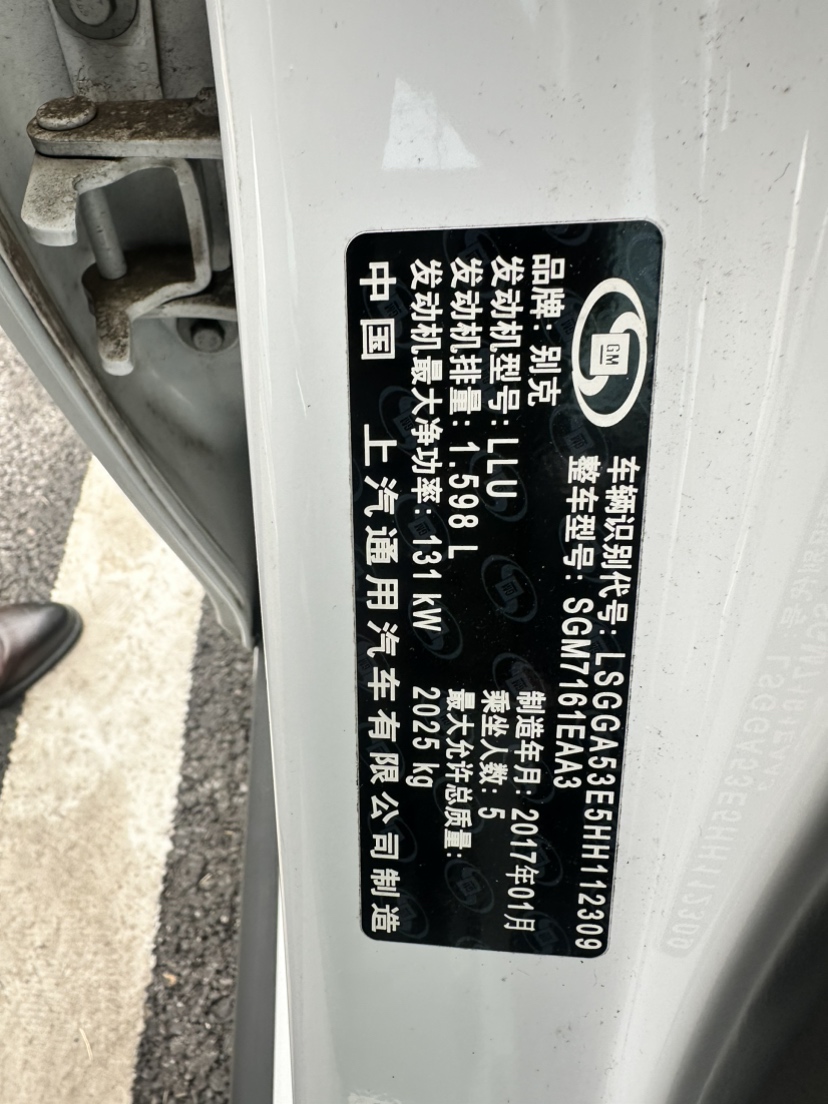 GM
车辆识别代号: LSGGA53E5HH112309
整车型号: SGM7161EAA3
品牌: 别克
发动机型号: LLU
制造年月: 2017年01月
发动机排量: 1.598 L
乘坐人数: 5
发动机最大净功率: 131 kW
最大允许总质量:
2025 kg
中国 上汽通用汽车有限公司制造